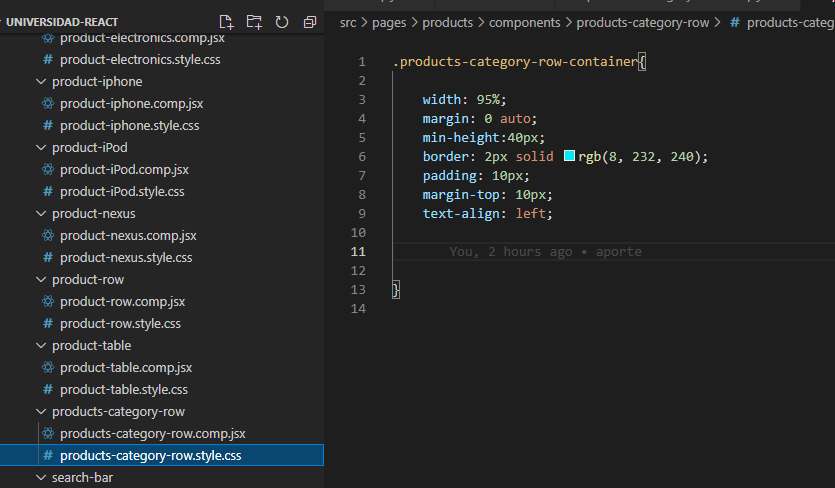 UNIVERSIDAD-REACT
product-electronics.comp.jsx
# product-electronics.style.css
product-iphone
product-iphone.comp.jsx
# product-iphone.style.css
product-iPod
product-iPod.comp.jsx
# product-iPod.style.css
product-nexus
product-nexus.comp.jsx
# product-nexus.style.css
product-row
product-row.comp.jsx
# product-row.style.css
product-table
product-table.comp.jsx
# product-table.style.css
products-category-row
products-category-row.comp.jsx
# products-category-row.style.css
search-bar
src > pages > products > components > products-category-row > # products-categ
1 .products-category-row-container{
2
3 width: 95%;
4 margin: 0 auto;
5 min-height:40px;
6 border: 2px solid rgb(8, 232, 240);
7 padding: 10px;
8 margin-top: 10px;
9 text-align: left;
10
11 You, 2 hours ago • aporte
12
13 }
14